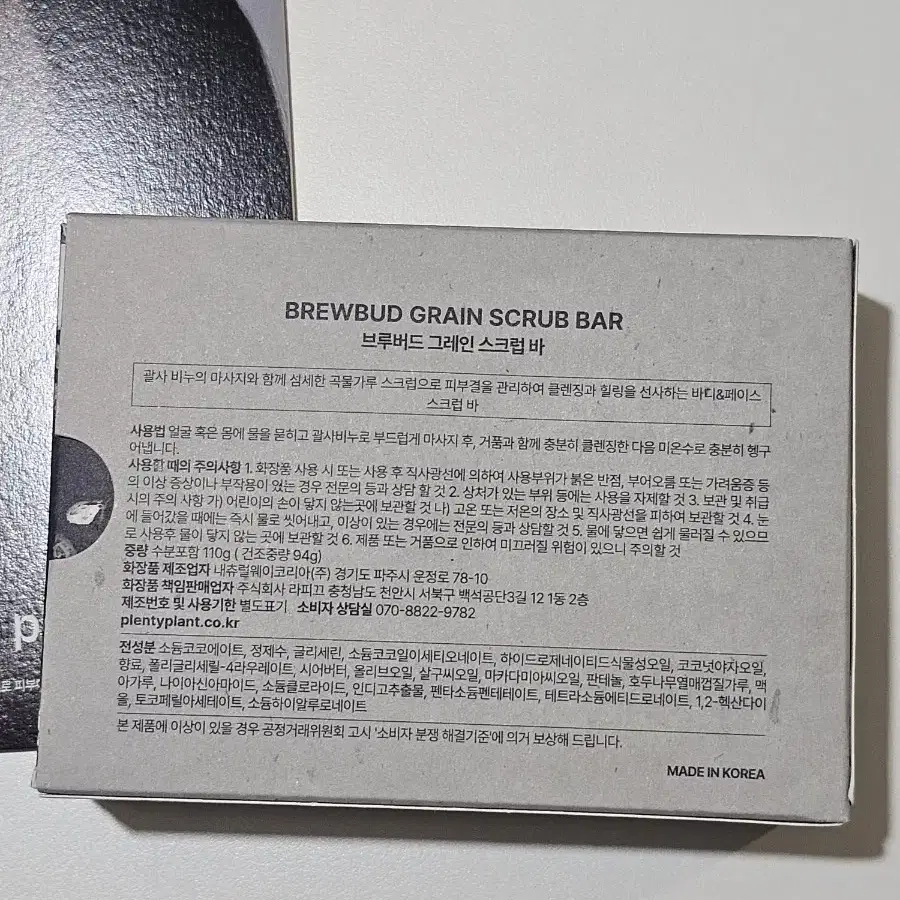 BREWBUD GRAIN SCRUB BAR
브루버드 그레인 스크럽 바
괄사 비누의 마사지와 함께 섬세한 곡물가루 스크럽으로 피부결을 관리하여 클렌징과 힐링을 선사하는 바디&페이스
스크럽 바
사용법 얼굴 혹은 몸에 물을 묻히고 괄사비누로 부드럽게 마사지 후, 거품과 함께 충분히 클렌징한 다음 미온수로 충분히 헹구
어냅니다.
사용할 때의 주의사항 1. 화장품 사용 시 또는 사용 후 직사광선에 의하여 사용부위가 붉은 반점, 부어오름 또는 가려움증 등
의 이상 증상이나 부작용이 있는 경우 전문의 등과 상담 할 것 2. 상처가 있는 부위 등에는 사용을 자제할 것 3. 보관 및 취급
시의 주의 사항 가) 어린이의 손이 닿지 않는곳에 보관할 것 나) 고온 또는 저온의 장소 및 직사광선을 피하여 보관할 것 4. 눈
에 들어갔을 때에는 즉시 물로 씻어내고, 이상이 있는 경우에는 전문의 등과 상담할것 5. 물에 닿으면 쉽게 물러질 수 있으므
로 사용후 물이 닿지 않는 곳에 보관할 것 6. 제품 또는 거품으로 인하여 미끄러질 위험이 있으니 주의할 것
중량 수분포함 110g ( 건조중량 94g)
화장품 제조업자 내츄럴웨이코리아(주) 경기도 파주시 운정로 78-10
화장품 책임판매업자 주식회사 라피끄 충청남도 천안시 서북구 백석공단3길 12 1동 2층
제조번호 및 사용기한 별도표기 소비자 상담실 070-8822-9782
plentyplant.co.kr
p
전성분 소듐코코에이트, 정제수, 글리세린, 소듐코코일이세티오네이트, 하이드로제네이티드식물성오일, 코코넛야자오일,
향료, 폴리글리세릴-4라우레이트, 시어버터, 올리브오일, 살구씨오일, 마카다미아씨오일, 판테놀, 호두나무열매껍질가루, 맥
아가루, 나이아신아마이드, 소듐클로라이드, 인디고추출물, 펜타소듐펜테테이트, 테트라소듐에티드로네이트, 1,2-헥산다이
올, 토코페릴아세테이트, 소듐하이알루로네이트
토피부
본 제품에 이상이 있을 경우 공정거래위원회 고시 '소비자 분쟁 해결기준'에 의거 보상해 드립니다.
MADE IN KOREA